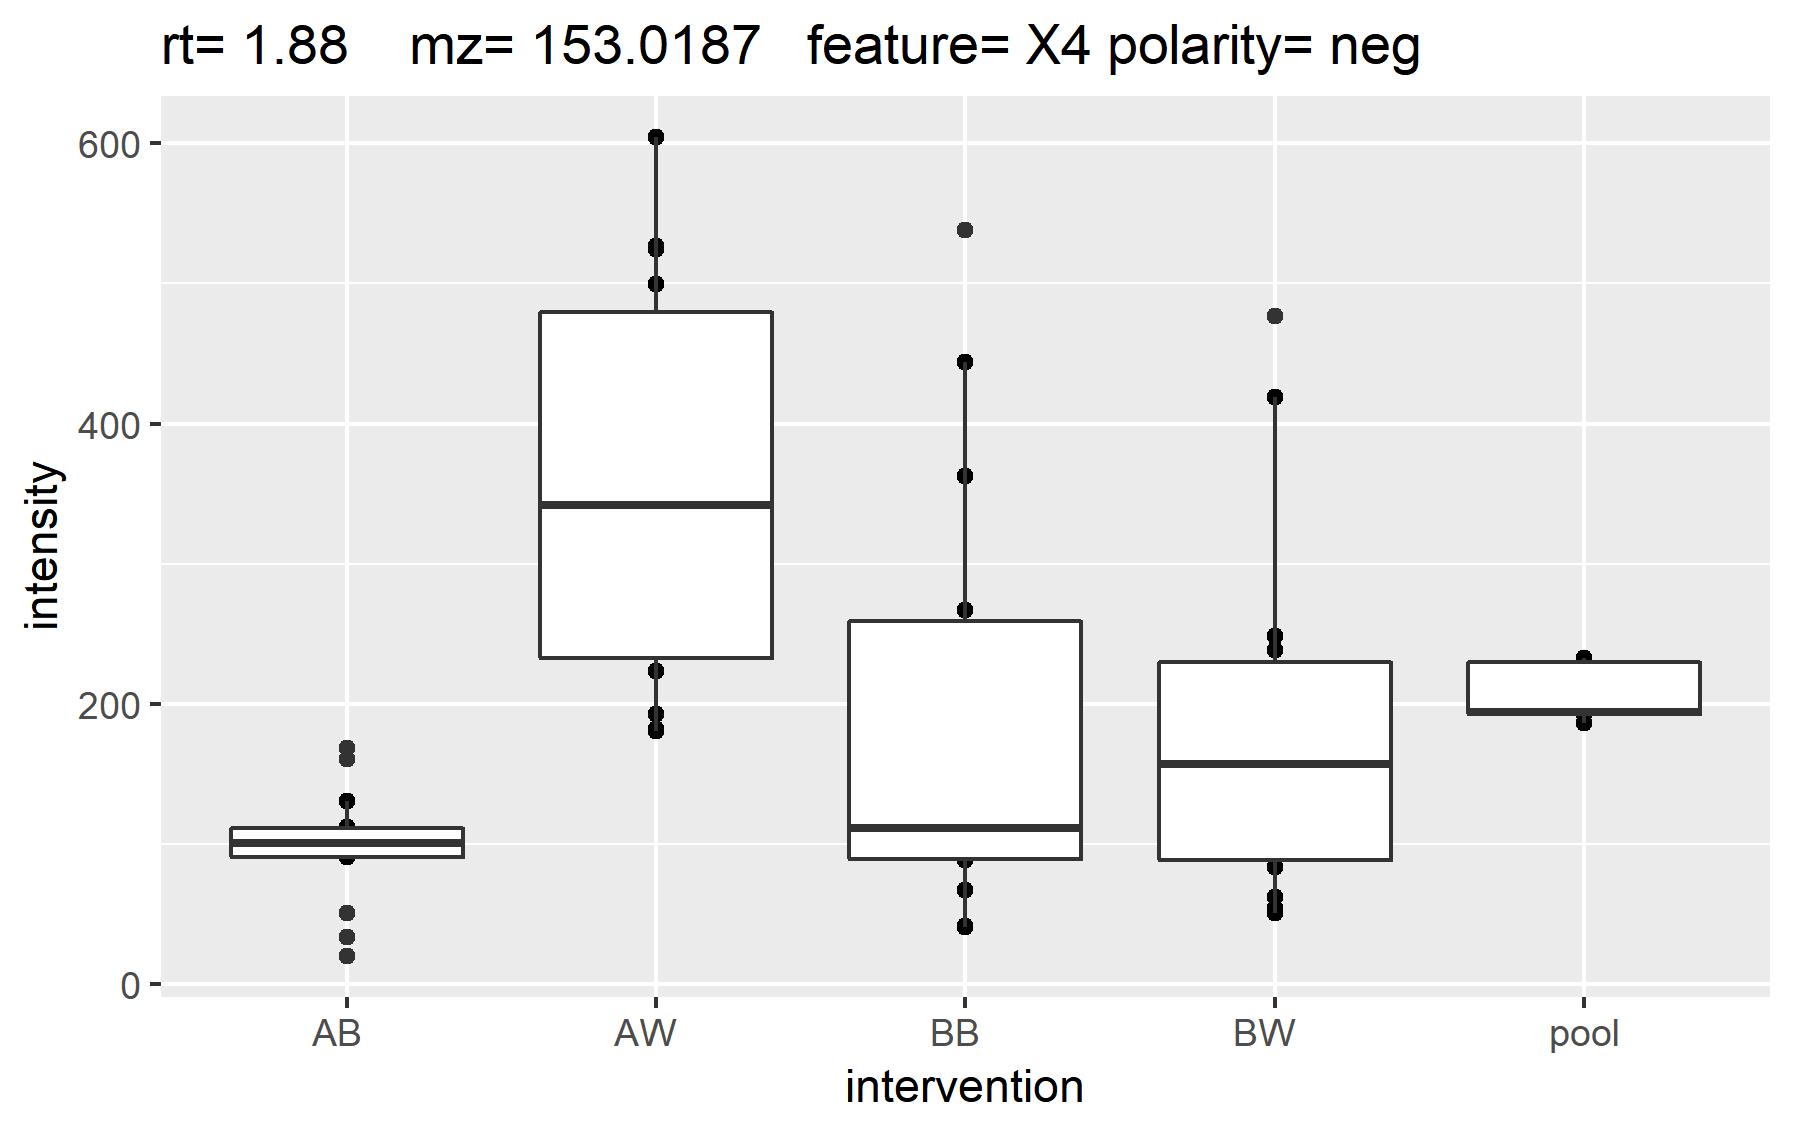 rt= 1.88 mz= 153.0187 feature= X4 polarity= neg
600
400
200
0
intensity
AB AW BB BW pool
intervention